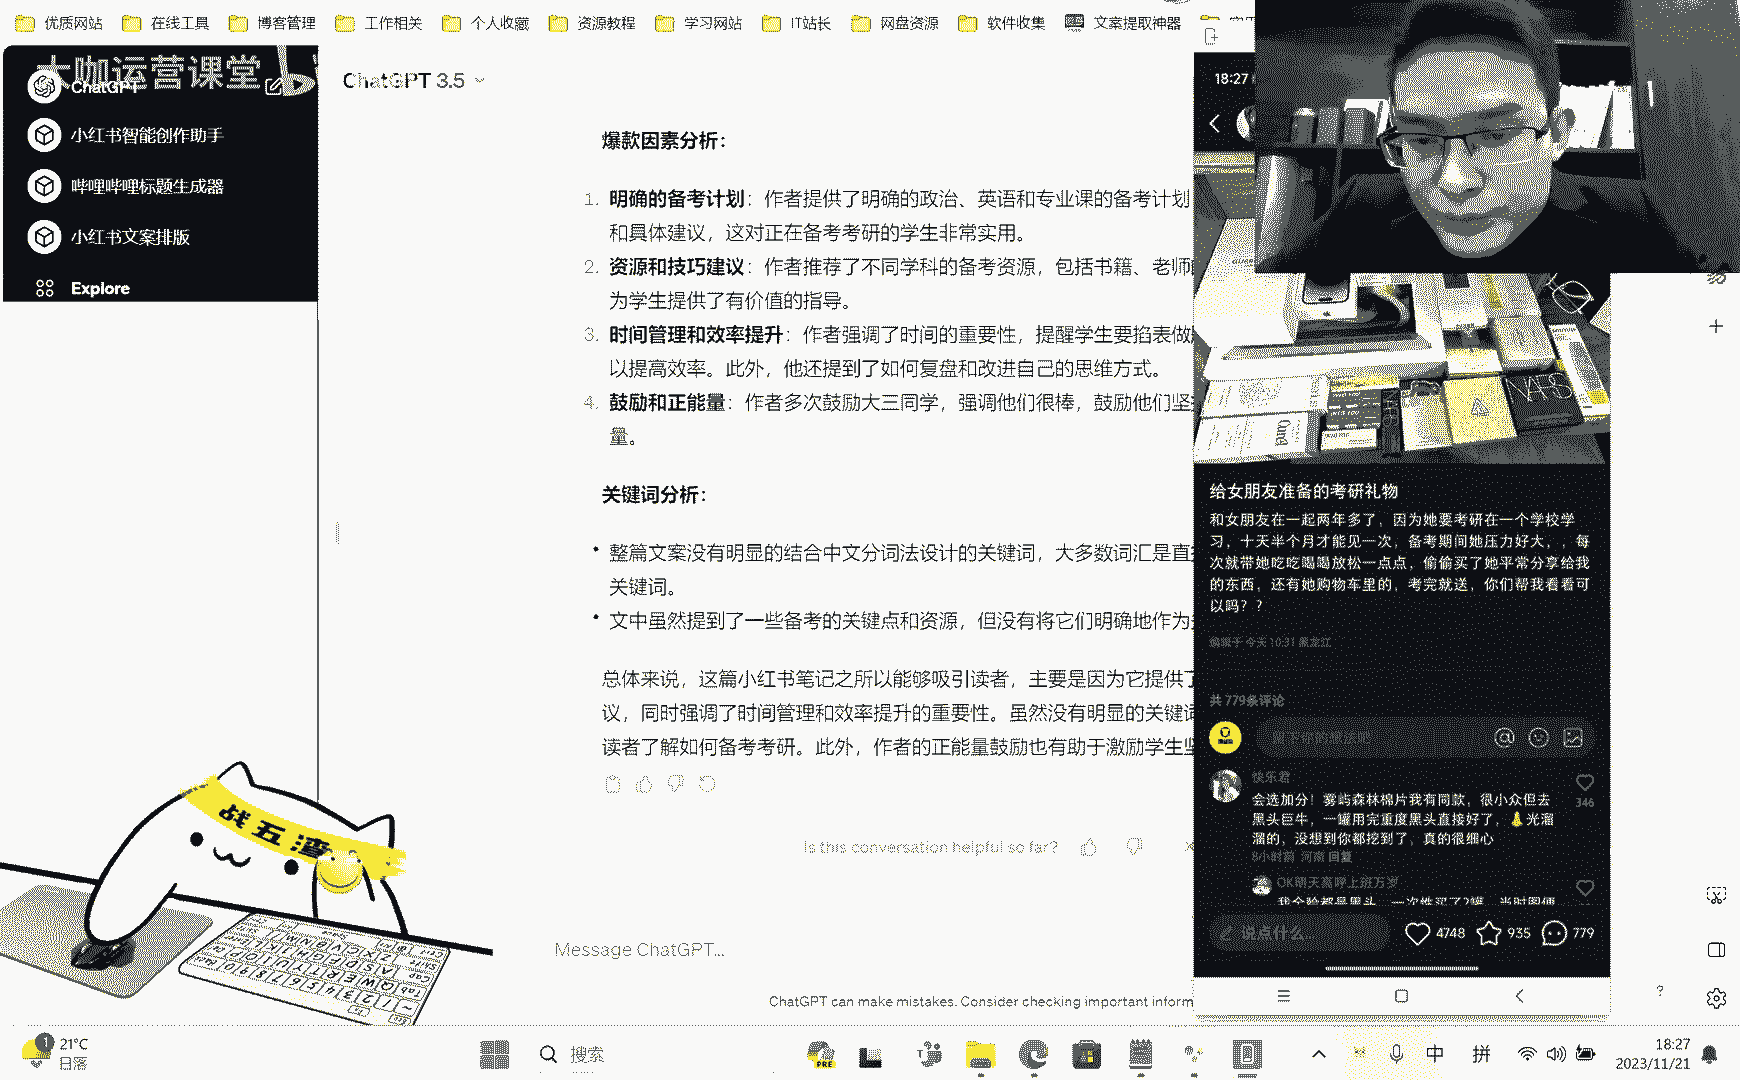 优质网站 在线工具 博客管理 工作相关 个人收藏 资源教程 学习网站 IT站长 网盘资源 软件收集 文案提取神器
大咖运营课堂
ChatGPT
小红书智能创作助手
哔哩哔哩标题生成器
小红书文案排版
Explore
ChatGPT 3.5
爆款因素分析：
1. 明确的备考计划：作者提供了明确的政治、英语和专业课的备考计划
和具体建议，这对正在备考考研的学生非常实用。
2. 资源和技巧建议：作者推荐了不同学科的备考资源，包括书籍、老师
为学生提供了有价值的指导。
3. 时间管理和效率提升：作者强调了时间的重要性，提醒学生要掐表做
以提高效率。此外，他还提到了如何复盘和改进自己的思维方式。
4. 鼓励和正能量：作者多次鼓励大三同学，强调他们很棒，鼓励他们坚
量。
关键词分析：
• 整篇文案没有明显的结合中文分词法设计的关键词，大多数词汇是直
关键词。
• 文中虽然提到了一些备考的关键点和资源，但没有将它们明确地作为
总体来说，这篇小红书笔记之所以能够吸引读者，主要是因为它提供了
议，同时强调了时间管理和效率提升的重要性。虽然没有明显的关键词
读者了解如何备考考研。此外，作者的正能量鼓励也有助于激励学生坚
Is this conversation helpful so far?
Message ChatGPT...
ChatGPT can make mistakes. Consider checking important inform
18:27
NARS
给女朋友准备的考研礼物
和女朋友在一起两年多了，因为她要考研在一个学校学
习，十天半个月才能见一次，备考期间她压力好大，，每
次就带她吃吃喝喝放松一点点，偷偷买了她平常分享给我
的东西，还有她购物车里的，考完就送，你们帮我看看可
以吗？？
编辑于 今天 10:31 黑龙江
共 779条评论
快乐君
会选加分！雾屿森林棉片我有同款，很小众但去
黑头巨牛，一罐用完重度黑头直接好了，👃光溜
溜的，没想到你都挖到了，真的很细心
346
8小时前 河南 回复
说点什么...
4748 935 779
战五渣
21°C
日落
搜索
PRE
中 拼
18:27
2023/11/21